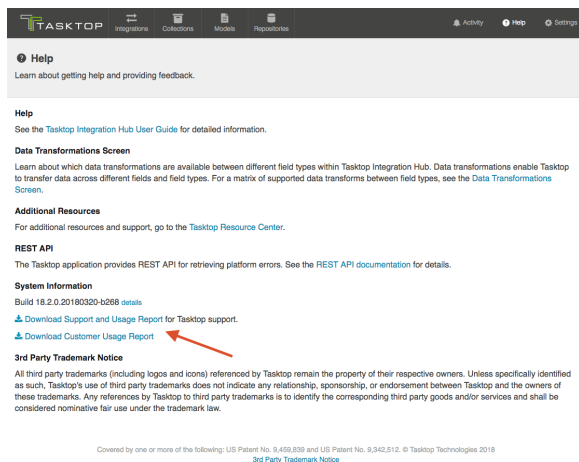 TASKTOP
Integrations
Collections
Models
Repositories
Activity
Help
Settings
Help
Learn about getting help and providing feedback.
Help
See the Tasktop Integration Hub User Guide for detailed information.
Data Transformations Screen
Learn about which data transformations are available between different field types within Tasktop Integration Hub. Data transformations enable Tasktop
to transfer data across different fields and field types. For a matrix of supported data transforms between field types, see the Data Transformations
Screen.
Additional Resources
For additional resources and support, go to the Tasktop Resource Center.
REST API
The Tasktop application provides REST API for retrieving platform errors. See the REST API documentation for details.
System Information
Build 18.2.0.20180320-b268 details
Download Support and Usage Report for Tasktop support.
Download Customer Usage Report
3rd Party Trademark Notice
All third party trademarks (including logos and icons) referenced by Tasktop remain the property of their respective owners. Unless specifically identified
as such, Tasktop's use of third party trademarks does not indicate any relationship, sponsorship, or endorsement between Tasktop and the owners of
these trademarks. Any references by Tasktop to third party trademarks is to identify the corresponding third party goods and/or services and shall be
considered nominative fair use under the trademark law.
Covered by one or more of the following: US Patent No. 9,459,839 and US Patent No. 9,342,512. © Tasktop Technologies 2018
3rd Party Trademark Notice